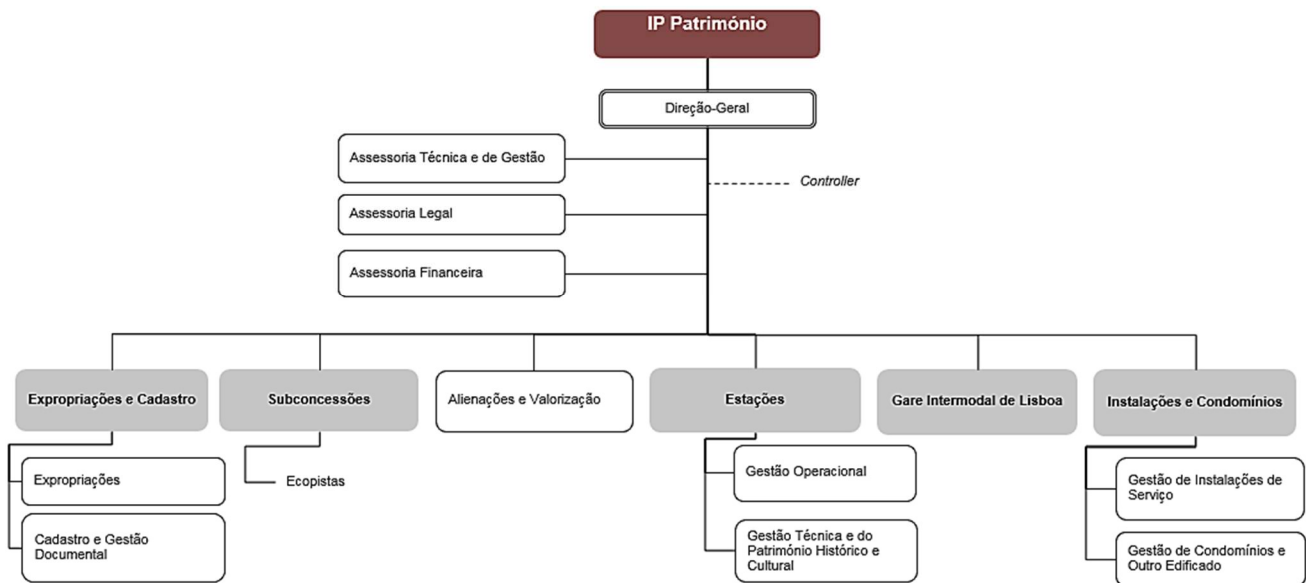 IP Património
Direção-Geral
Assessoria Técnica e de Gestão
Controller
Assessoria Legal
Assessoria Financeira
Expropriações e Cadastro
Subconcessões
Alienações e Valorização
Estações
Gare Intermodal de Lisboa
Instalações e Condomínios
Expropriações
Cadastro e Gestão
Documental
Ecopistas
Gestão Operacional
Gestão Técnica e do
Património Histórico e
Cultural
Gestão de Instalações de
Serviço
Gestão de Condomínios e
Outro Edificado